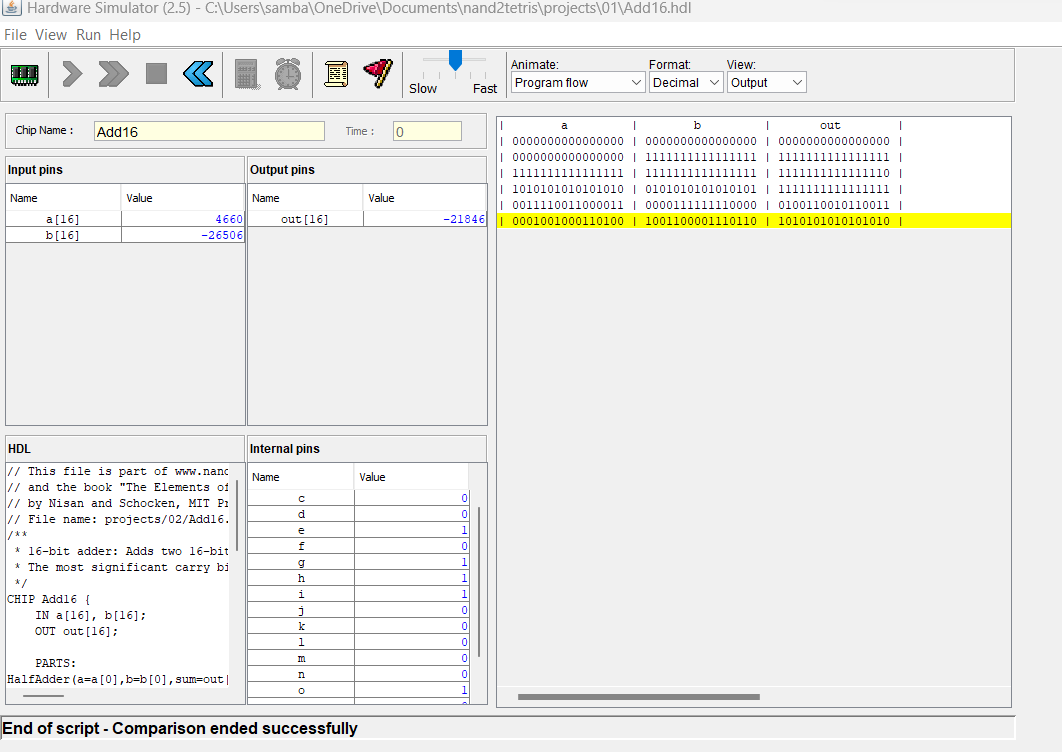 Hardware Simulator (2.5) - C:\Users\samba\OneDrive\Documents\nand2tetris\projects\01\Add16.hdl
File View Run Help
Slow Fast
Animate: Format: View:
Program flow Decimal Output
Chip Name : Add16 Time : 0
Input pins
Name Value
a[16] 4660
b[16] -26506
Output pins
Name Value
out[16] -21846
| a | b | out |
| 0000000000000000 | 0000000000000000 | 0000000000000000 |
| 0000000000000000 | 1111111111111111 | 1111111111111111 |
| 1111111111111111 | 1111111111111111 | 1111111111111110 |
| 1010101010101010 | 0101010101010101 | 1111111111111111 |
| 0011110011000011 | 0000111111110000 | 0100110010110011 |
| 0001001000110100 | 1001100001110110 | 1010101010101010 |
HDL
// This file is part of www.nand
// and the book "The Elements of
// by Nisan and Schocken, MIT Pr
// File name: projects/02/Add16.
/**
* 16-bit adder: Adds two 16-bit
* The most significant carry bi
*/
CHIP Add16 {
IN a[16], b[16];
OUT out[16];
PARTS:
HalfAdder(a=a[0],b=b[0],sum=out[
Internal pins
Name Value
c 0
d 0
e 1
f 0
g 1
h 1
i 1
j 0
k 0
l 0
m 0
n 0
o 1
End of script - Comparison ended successfully